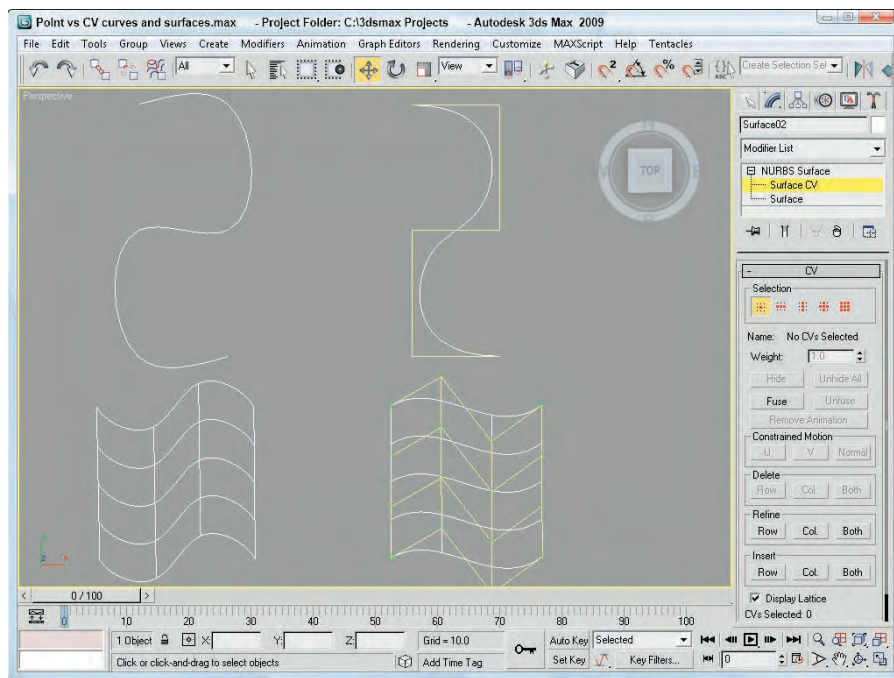 Point vs CV curves and surfaces.max - Project Folder: C:\3dsmax Projects - Autodesk 3ds Max 2009
File Edit Tools Group Views Create Modifiers Animation Graph Editors Rendering Customize MAXScript Help Tentacles
All View Create Selection Set
Perspective
TOP
Surface02
Modifier List
NURBS Surface
Surface CV
Surface
CV
Selection
Name: No CVs Selected
Weight: 1.0
Hide Unhide All
Fuse Unfuse
Remove Animation
Constrained Motion
U V Normal
Delete
Row Col. Both
Refine
Row Col. Both
Insert
Row Col. Both
Display Lattice
CVs Selected: 0
0 / 100
0 10 20 30 40 50 60 70 80 90 100
1 Object X: Y: Z: Grid = 10.0 Auto Key Selected
Click or click-and-drag to select objects Add Time Tag Set Key Key Filters... 0